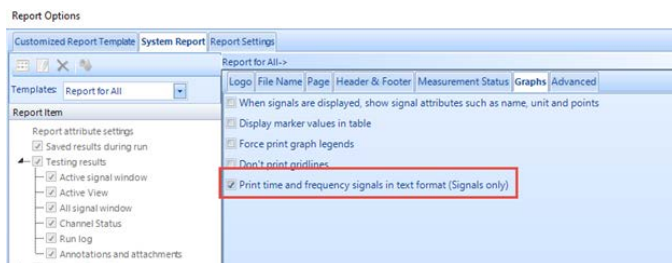 Report Options
Customized Report Template System Report Report Settings
Report for All->
Templates: Report for All
Logo File Name Page Header & Footer Measurement Status Graphs Advanced
Report Item
When signals are displayed, show signal attributes such as name, unit and points
Report attribute settings
Display marker values in table
Saved results during run
Force print graph legends
Testing results
Don't print gridlines
Active signal window
Print time and frequency signals in text format (Signals only)
Active View
All signal window
Channel Status
Run log
Annotations and attachments